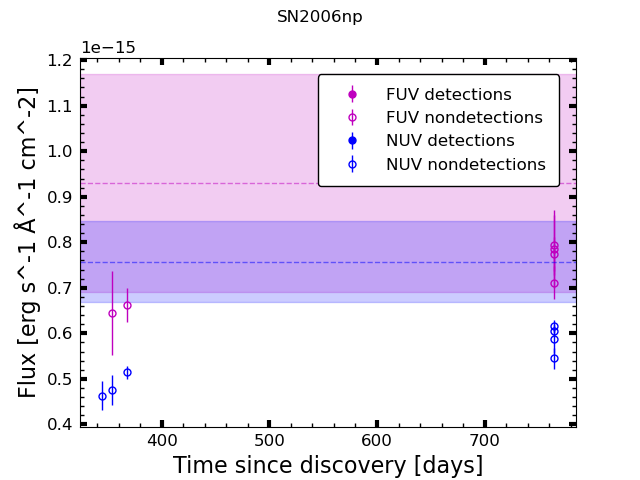 SN2006np
1e−15
1.2
1.1
1.0
0.9
0.8
0.7
0.6
0.5
0.4
Flux [erg s^-1 Å^-1 cm^-2]
FUV detections
FUV nondetections
NUV detections
NUV nondetections
400 500 600 700
Time since discovery [days]